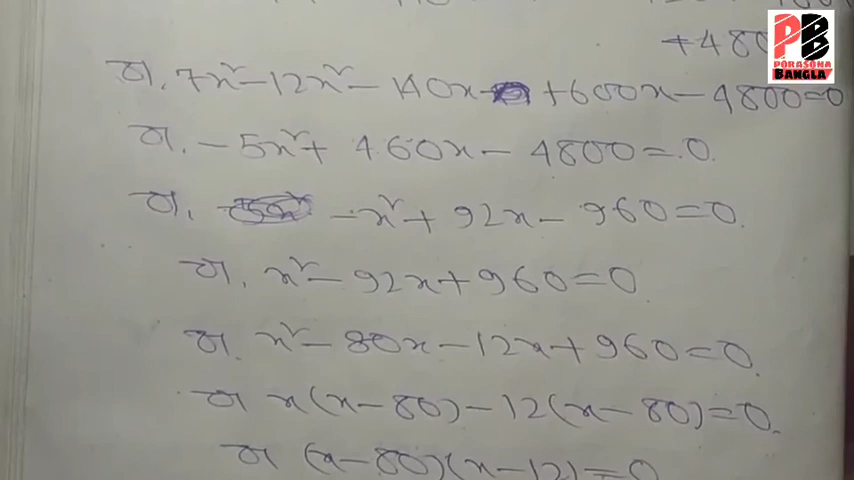 +480
PB
PORASONA
BANGLA
বা, 7x² - 12x² - 140x + 600x - 4800 = 0
বা, - 5x² + 460x - 4800 = 0.
বা, - x² + 92x - 960 = 0.
বা, x² - 92x + 960 = 0
বা, x² - 80x - 12x + 960 = 0.
বা x(x - 80) - 12(x - 80) = 0.
বা (x - 80)(x - 12) = 0